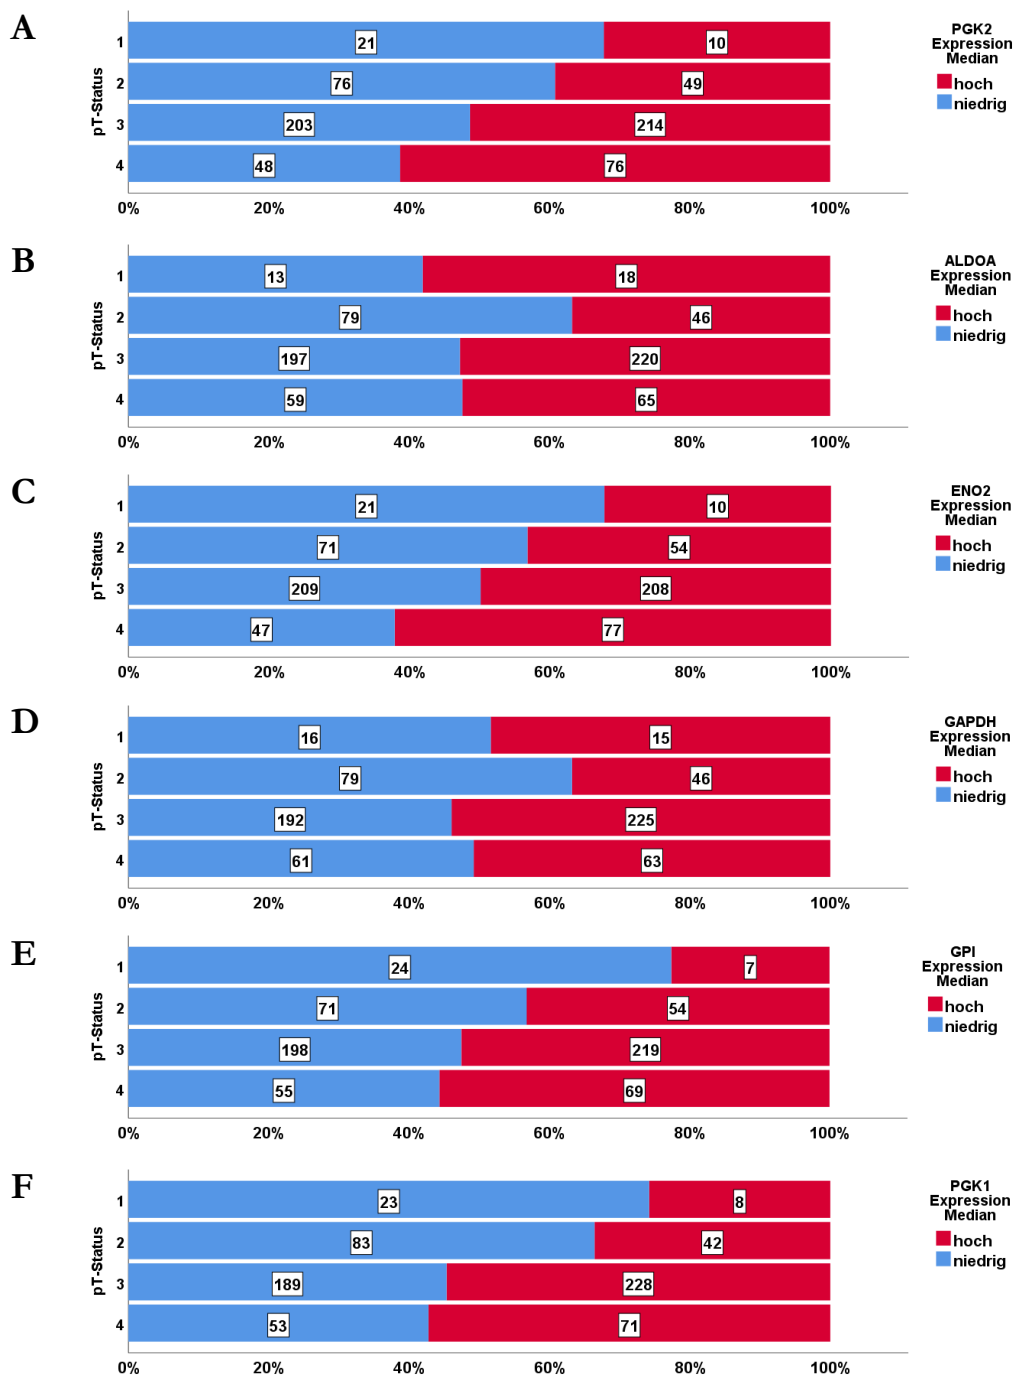 A
PGK2
Expression
Median
hoch
niedrig
pT-Status
1
21
10
2
76
49
3
203
214
4
48
76
0%
20%
40%
60%
80%
100%
B
ALDOA
Expression
Median
hoch
niedrig
pT-Status
1
13
18
2
79
46
3
197
220
4
59
65
0%
20%
40%
60%
80%
100%
C
ENO2
Expression
Median
hoch
niedrig
pT-Status
1
21
10
2
71
54
3
209
208
4
47
77
0%
20%
40%
60%
80%
100%
D
GAPDH
Expression
Median
hoch
niedrig
pT-Status
1
16
15
2
79
46
3
192
225
4
61
63
0%
20%
40%
60%
80%
100%
E
GPI
Expression
Median
hoch
niedrig
pT-Status
1
24
7
2
71
54
3
198
219
4
55
69
0%
20%
40%
60%
80%
100%
F
PGK1
Expression
Median
hoch
niedrig
pT-Status
1
23
8
2
83
42
3
189
228
4
53
71
0%
20%
40%
60%
80%
100%